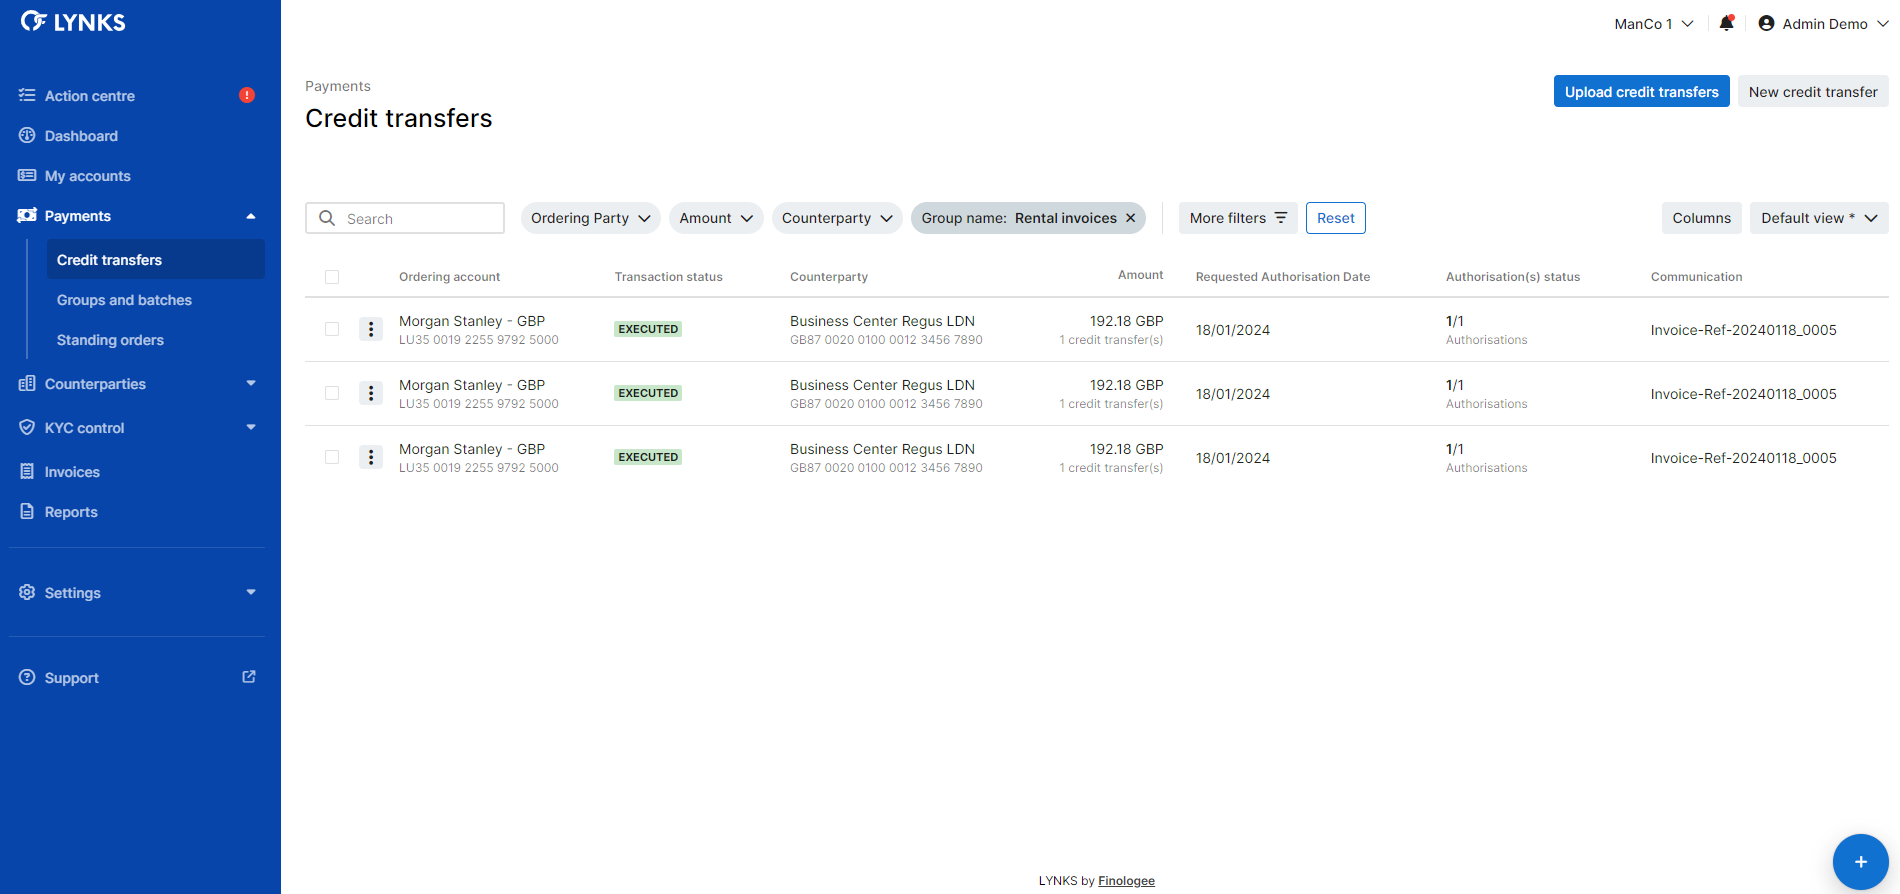 LYNKS
ManCo 1
Admin Demo
Action centre
Dashboard
My accounts
Payments
Credit transfers
Groups and batches
Standing orders
Counterparties
KYC control
Invoices
Reports
Settings
Support
Payments
Credit transfers
Upload credit transfers
New credit transfer
Search
Ordering Party
Amount
Counterparty
Group name: Rental invoices
More filters
Reset
Columns
Default view *
Ordering account Transaction status Counterparty Amount Requested Authorisation Date Authorisation(s) status Communication
Morgan Stanley - GBP EXECUTED Business Center Regus LDN 192.18 GBP 18/01/2024 1/1 Invoice-Ref-20240118_0005
LU35 0019 2255 9792 5000 GB87 0020 0100 0012 3456 7890 1 credit transfer(s) Authorisations
Morgan Stanley - GBP EXECUTED Business Center Regus LDN 192.18 GBP 18/01/2024 1/1 Invoice-Ref-20240118_0005
LU35 0019 2255 9792 5000 GB87 0020 0100 0012 3456 7890 1 credit transfer(s) Authorisations
Morgan Stanley - GBP EXECUTED Business Center Regus LDN 192.18 GBP 18/01/2024 1/1 Invoice-Ref-20240118_0005
LU35 0019 2255 9792 5000 GB87 0020 0100 0012 3456 7890 1 credit transfer(s) Authorisations
LYNKS by Finologee